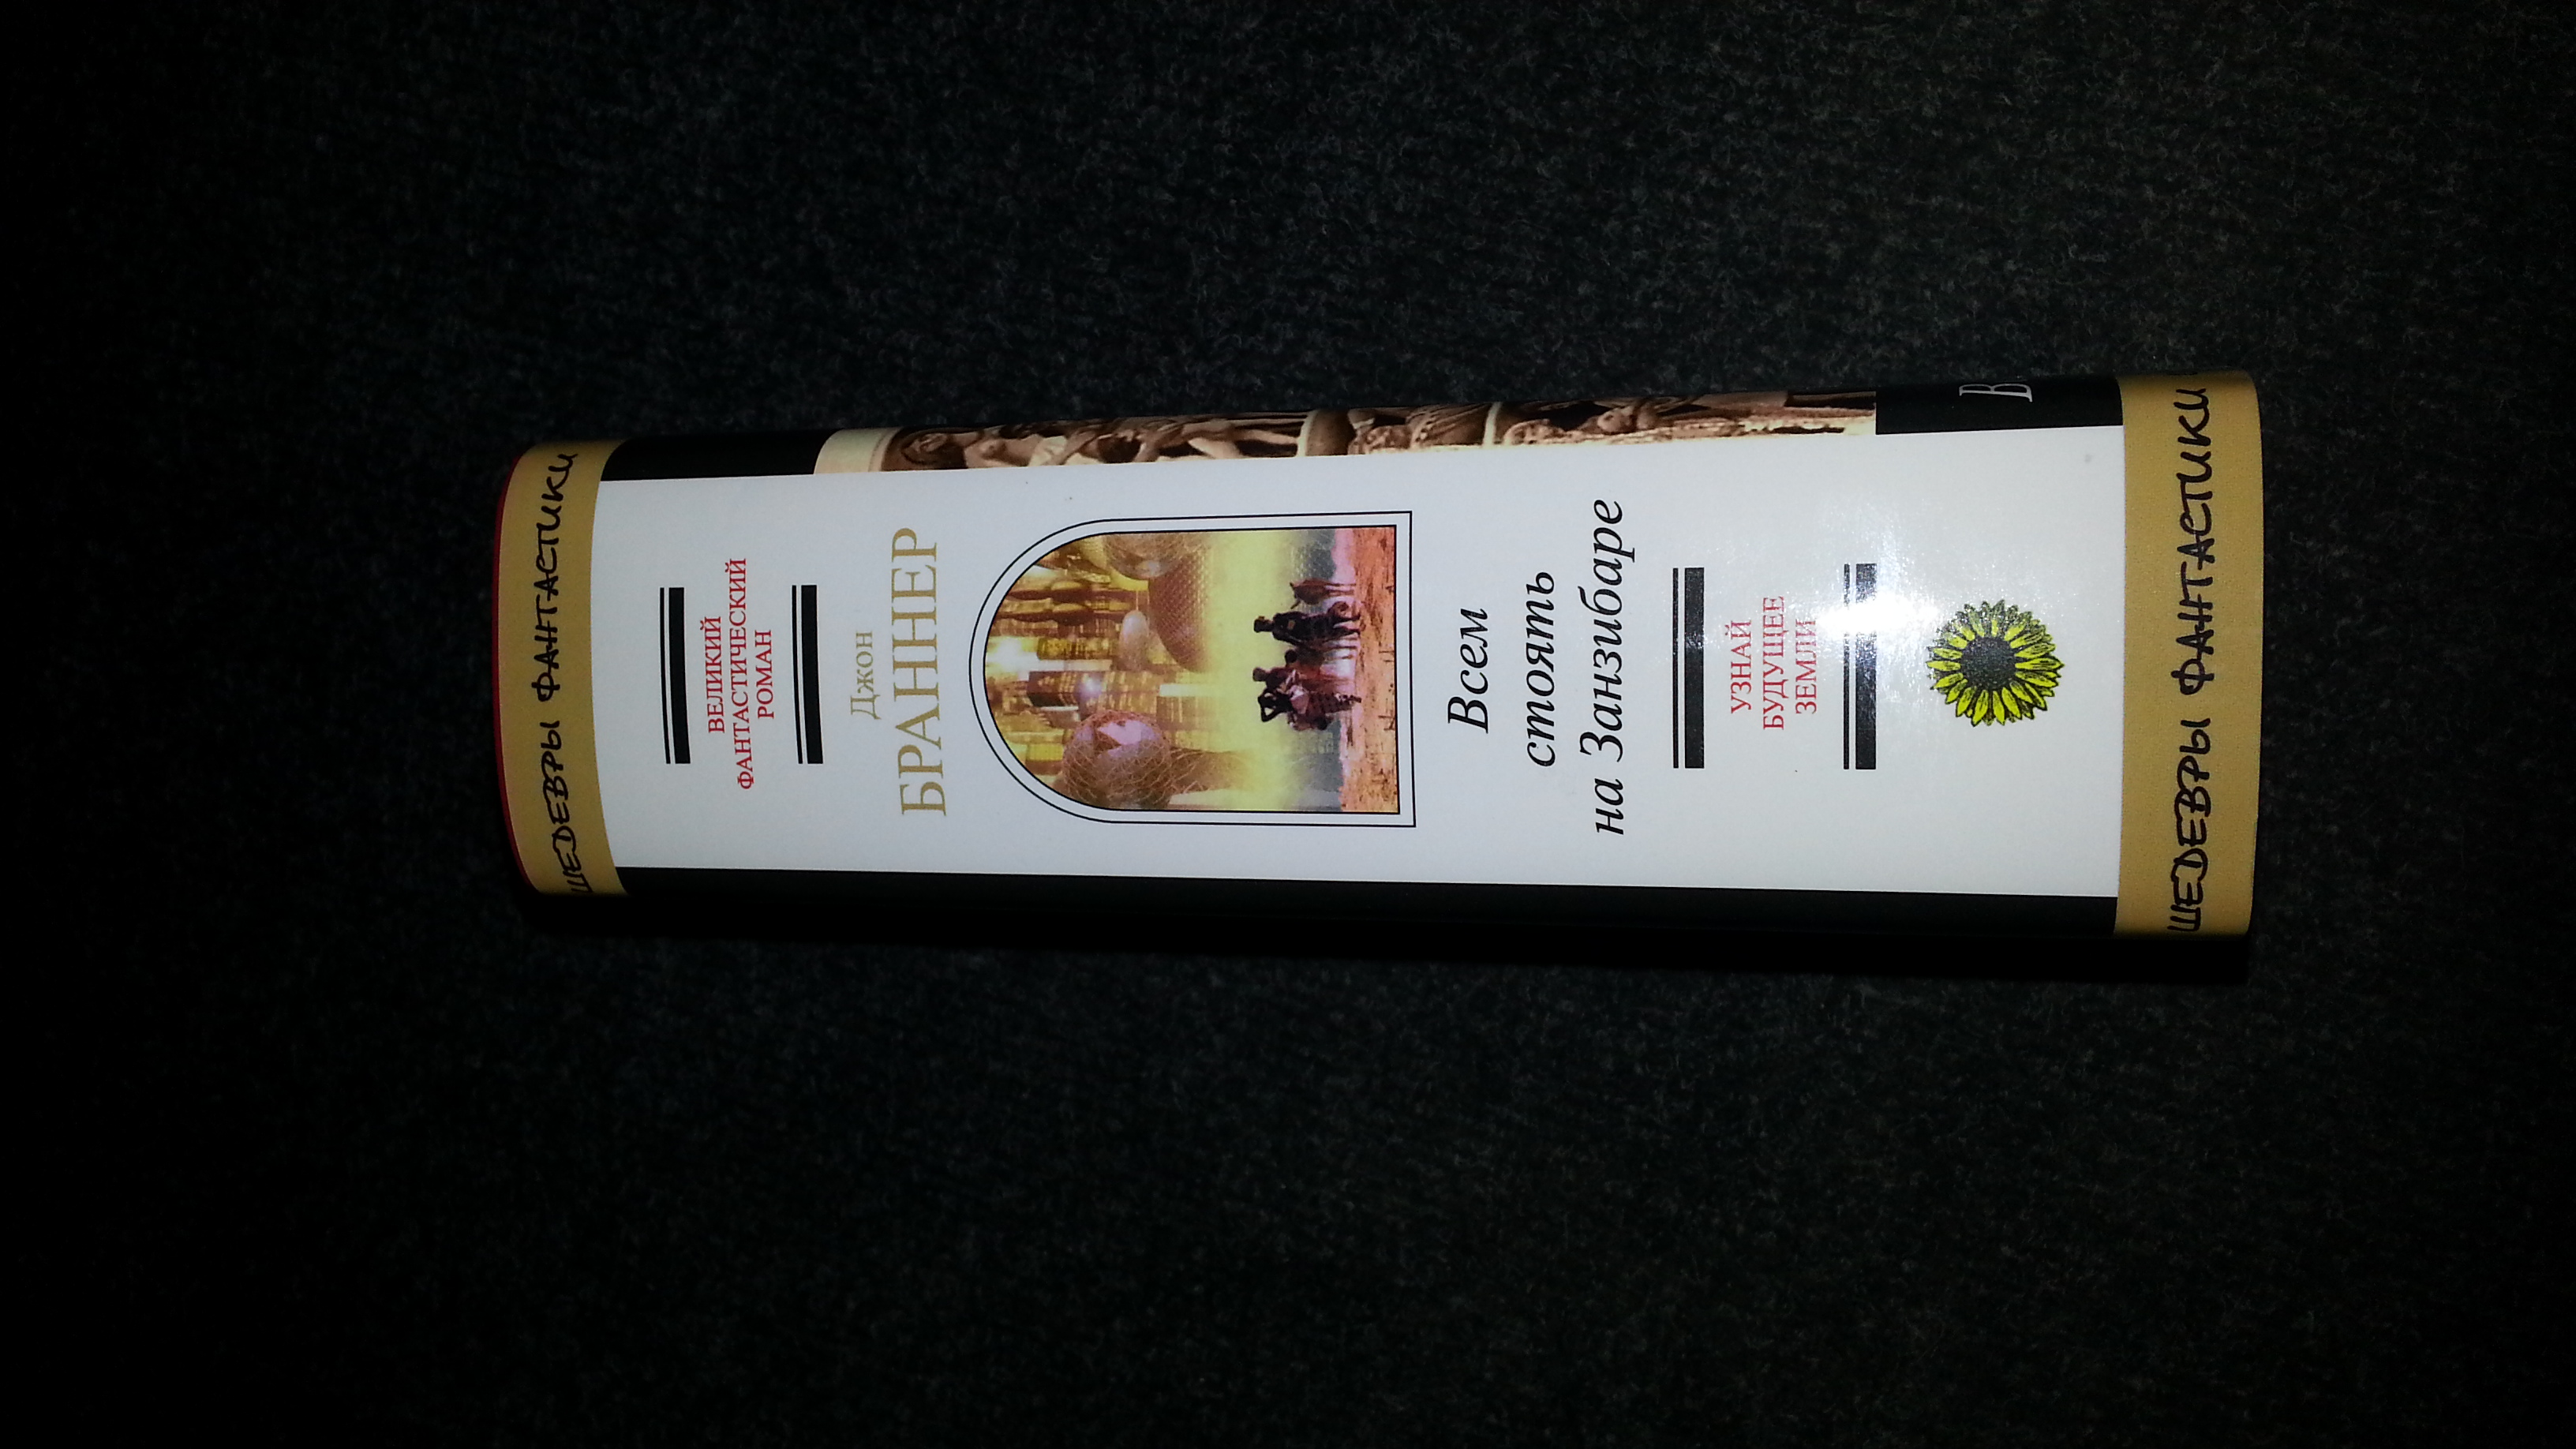 ШЕДЕВРЫ ФАНТАСТИКИ
ВЕЛИКИЙ
ФАНТАСТИЧЕСКИЙ
РОМАН
Джон
БРАННЕР
Всем
стоять
на Занзибаре
УЗНАЙ
БУДУЩЕЕ
ЗЕМЛИ
В
ШЕДЕВРЫ ФАНТАСТИКИ